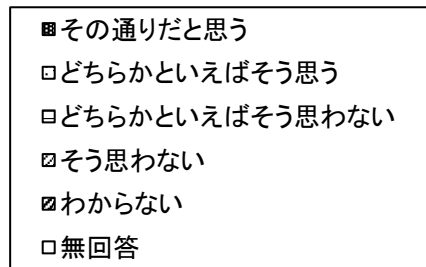 その通りだと思う
どちらかといえばそう思う
どちらかといえばそう思わない
そう思わない
わからない
無回答